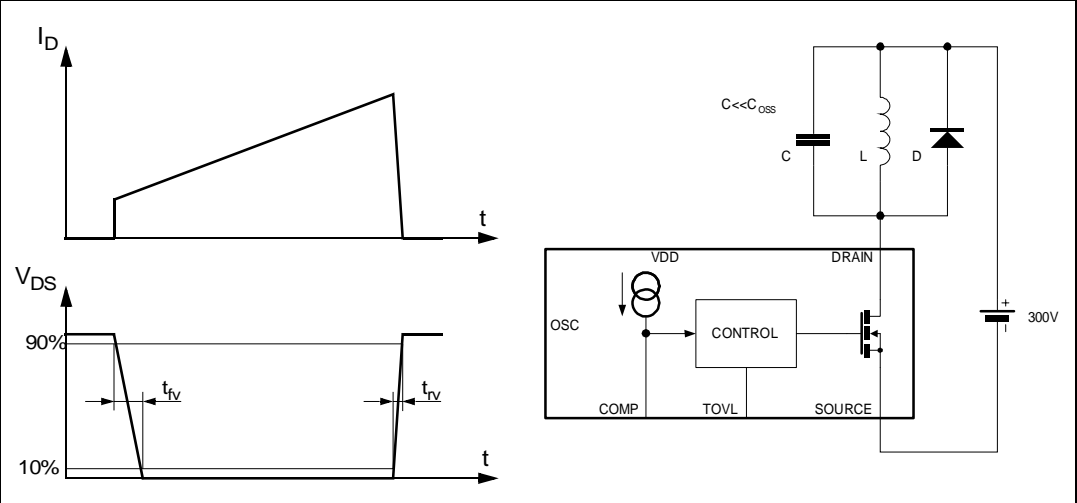 I_D
t
V_DS
90%
t_fv
t_rv
10%
t
C<<C_OSS
C
L
D
VDD
DRAIN
OSC
CONTROL
COMP
TOVL
SOURCE
+
300V
−